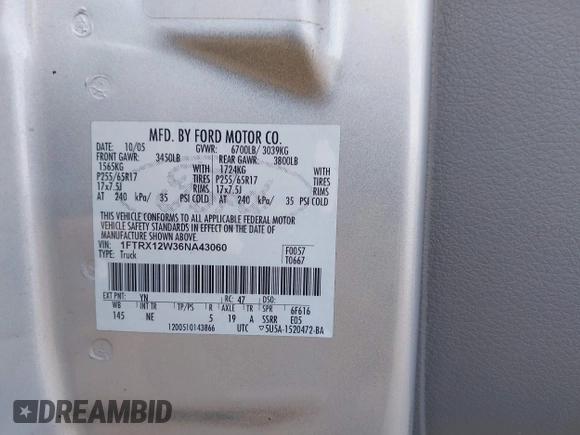 MFD. BY FORD MOTOR CO.
10/05 GVWR: 6700LB/ 3039KG
FRONT GAWR: 3450LB REAR GAWR: 3800LB
1565KG WITH 1724KG WITH
P255/65R17 TIRES P255/65R17 TIRES
17x7.5J RIMS 17x7.5J RIMS
AT 240 kPa/ 35 PSI COLD AT 240 kPa/ 35 PSI COLD
THIS VEHICLE CONFORMS TO ALL APPLICABLE FEDERAL MOTOR
VEHICLE SAFETY STANDARDS IN EFFECT ON THE DATE OF
MANUFACTURE SHOWN ABOVE.
VIN: 1FTRX12W36NA43060 F0057
TYPE: Truck T0667
EXT PNT: YN RC: 47 DSO:
WB INT TR TP/PS R AXLE TR SPR 6F616
145 NE 5 19 A SSRR E05
1200510143866 UTC ▽5U5A-1520472-BA
DREAMBID